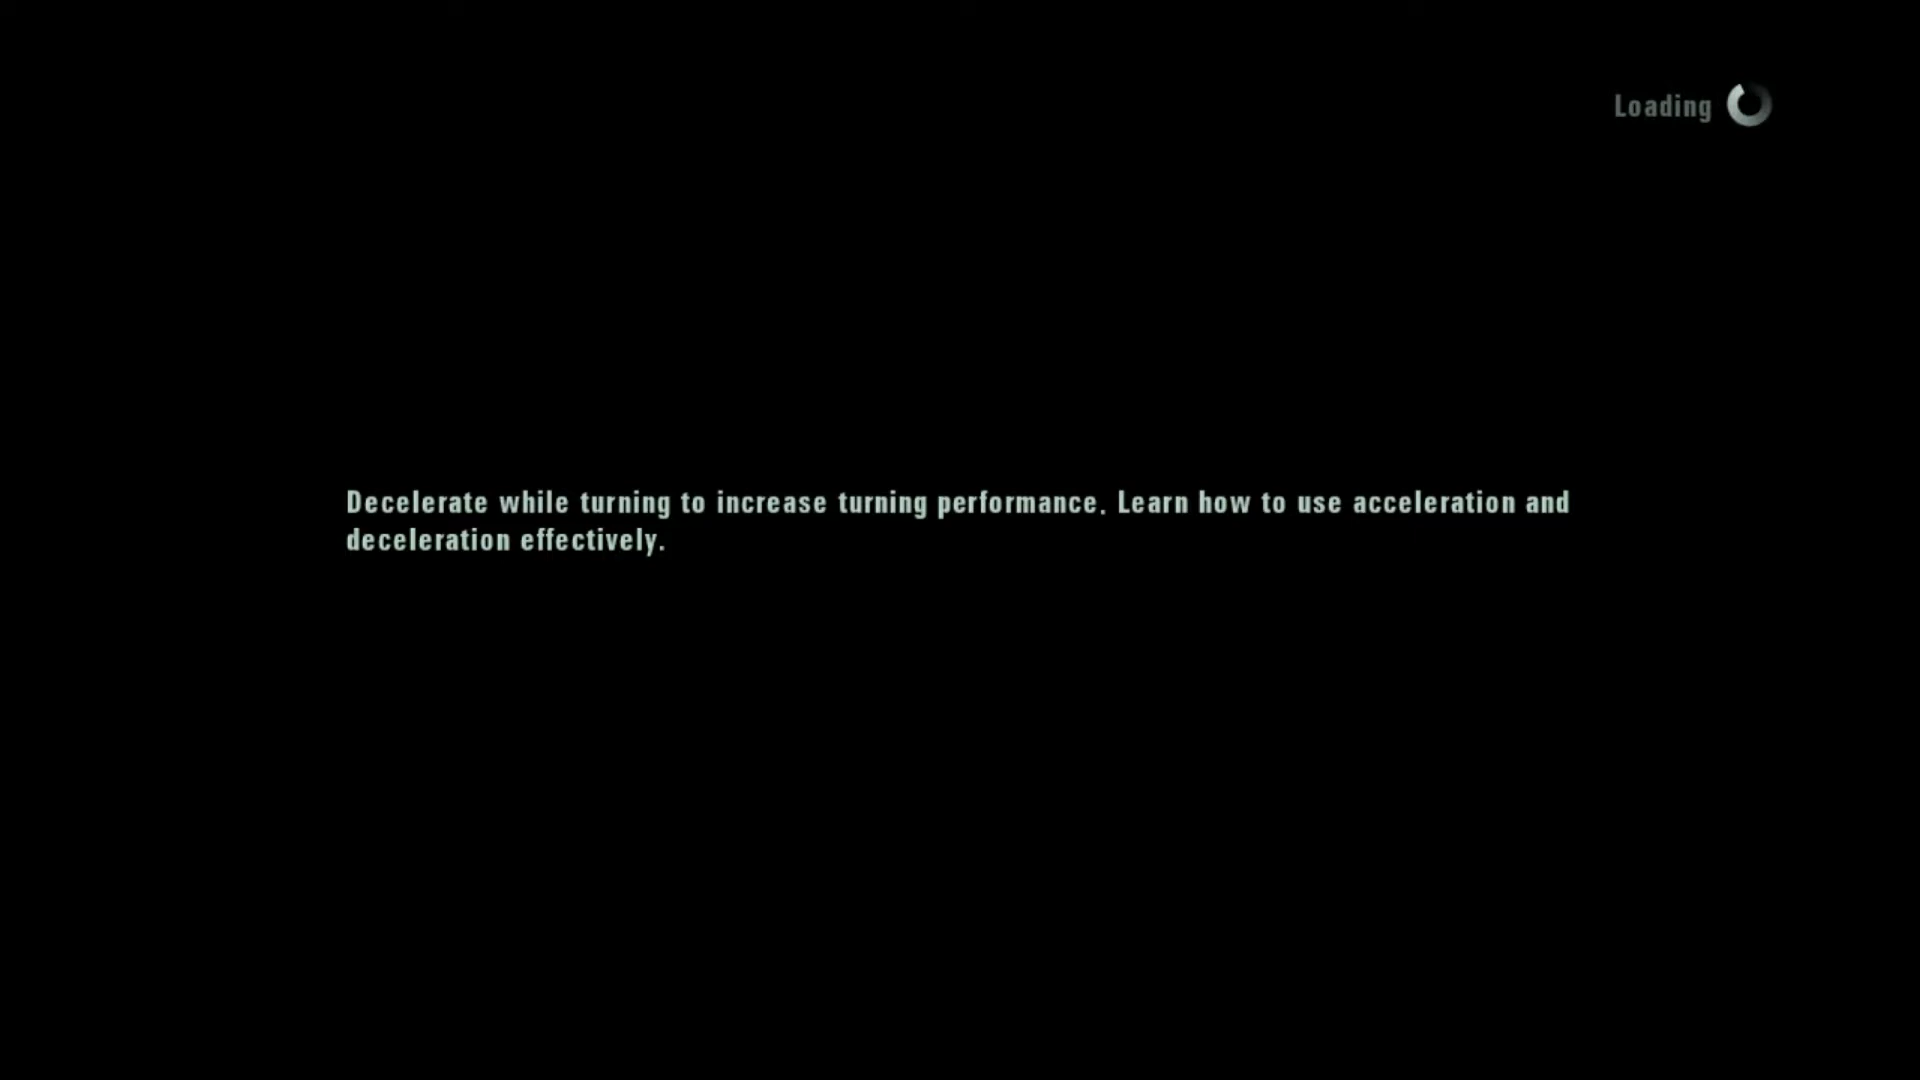 Loading
Decelerate while turning to increase turning performance. Learn how to use acceleration and
deceleration effectively.